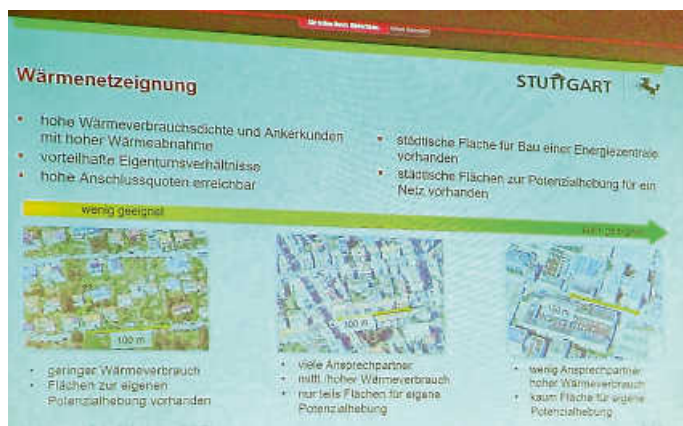 STUTTGART
Wärmenetzeignung
• hohe Wärmeverbrauchsdichte und Ankerkunden
mit hoher Wärmeabnahme
• vorteilhafte Eigentumsverhältnisse
• hohe Anschlussquoten erreichbar
• städtische Fläche für Bau einer Energiezentrale
vorhanden
• städtische Flächen zur Potenzialhebung für ein
Netz vorhanden
wenig geeignet
100 m
100 m
100 m
• geringer Wärmeverbrauch
• Flächen zur eigenen
Potenzialhebung vorhanden
• viele Ansprechpartner
• mittl./hoher Wärmeverbrauch
• nur teils Flächen für eigene
Potenzialhebung
• wenig Ansprechpartner
hoher Wärmeverbrauch
• kaum Fläche für eigene
Potenzialhebung